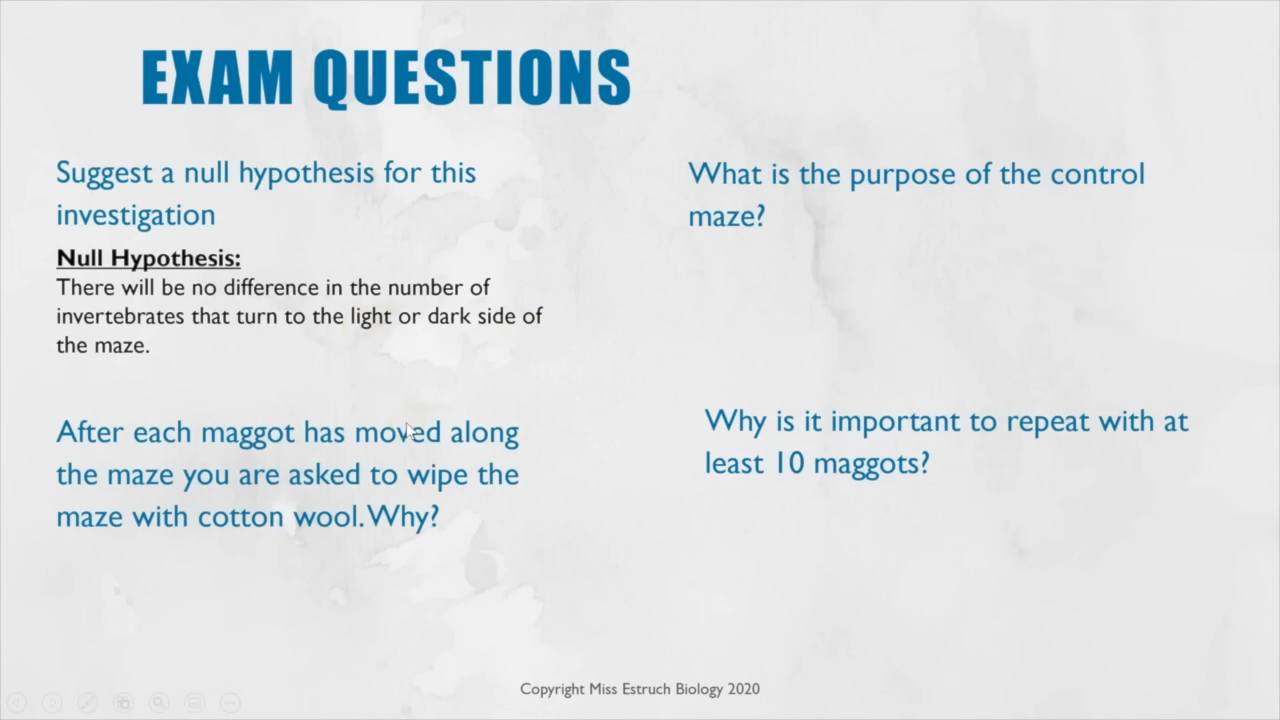 EXAM QUESTIONS
Suggest a null hypothesis for this
investigation
Null Hypothesis:
There will be no difference in the number of
invertebrates that turn to the light or dark side of
the maze.
After each maggot has moved along
the maze you are asked to wipe the
maze with cotton wool. Why?
What is the purpose of the control
maze?
Why is it important to repeat with at
least 10 maggots?
Copyright Miss Estruch Biology 2020